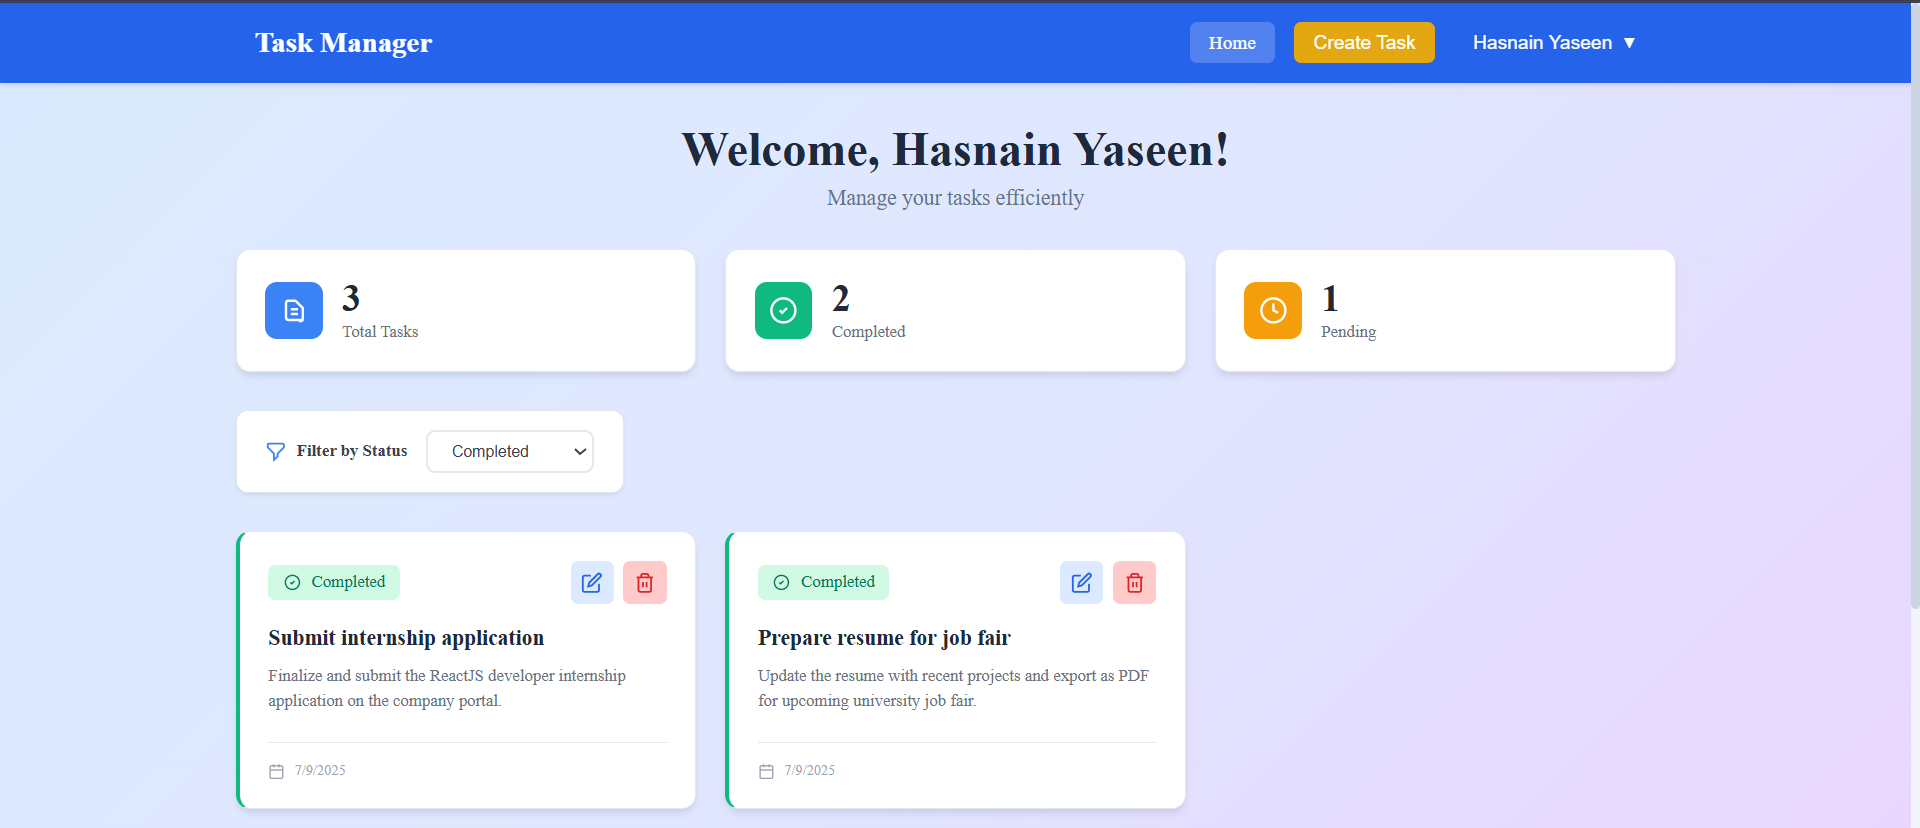 Task Manager
Home
Create Task
Hasnain Yaseen ▼
Welcome, Hasnain Yaseen!
Manage your tasks efficiently
3
Total Tasks
2
Completed
1
Pending
Filter by Status
Completed
Completed
Submit internship application
Finalize and submit the ReactJS developer internship
application on the company portal.
7/9/2025
Completed
Prepare resume for job fair
Update the resume with recent projects and export as PDF
for upcoming university job fair.
7/9/2025